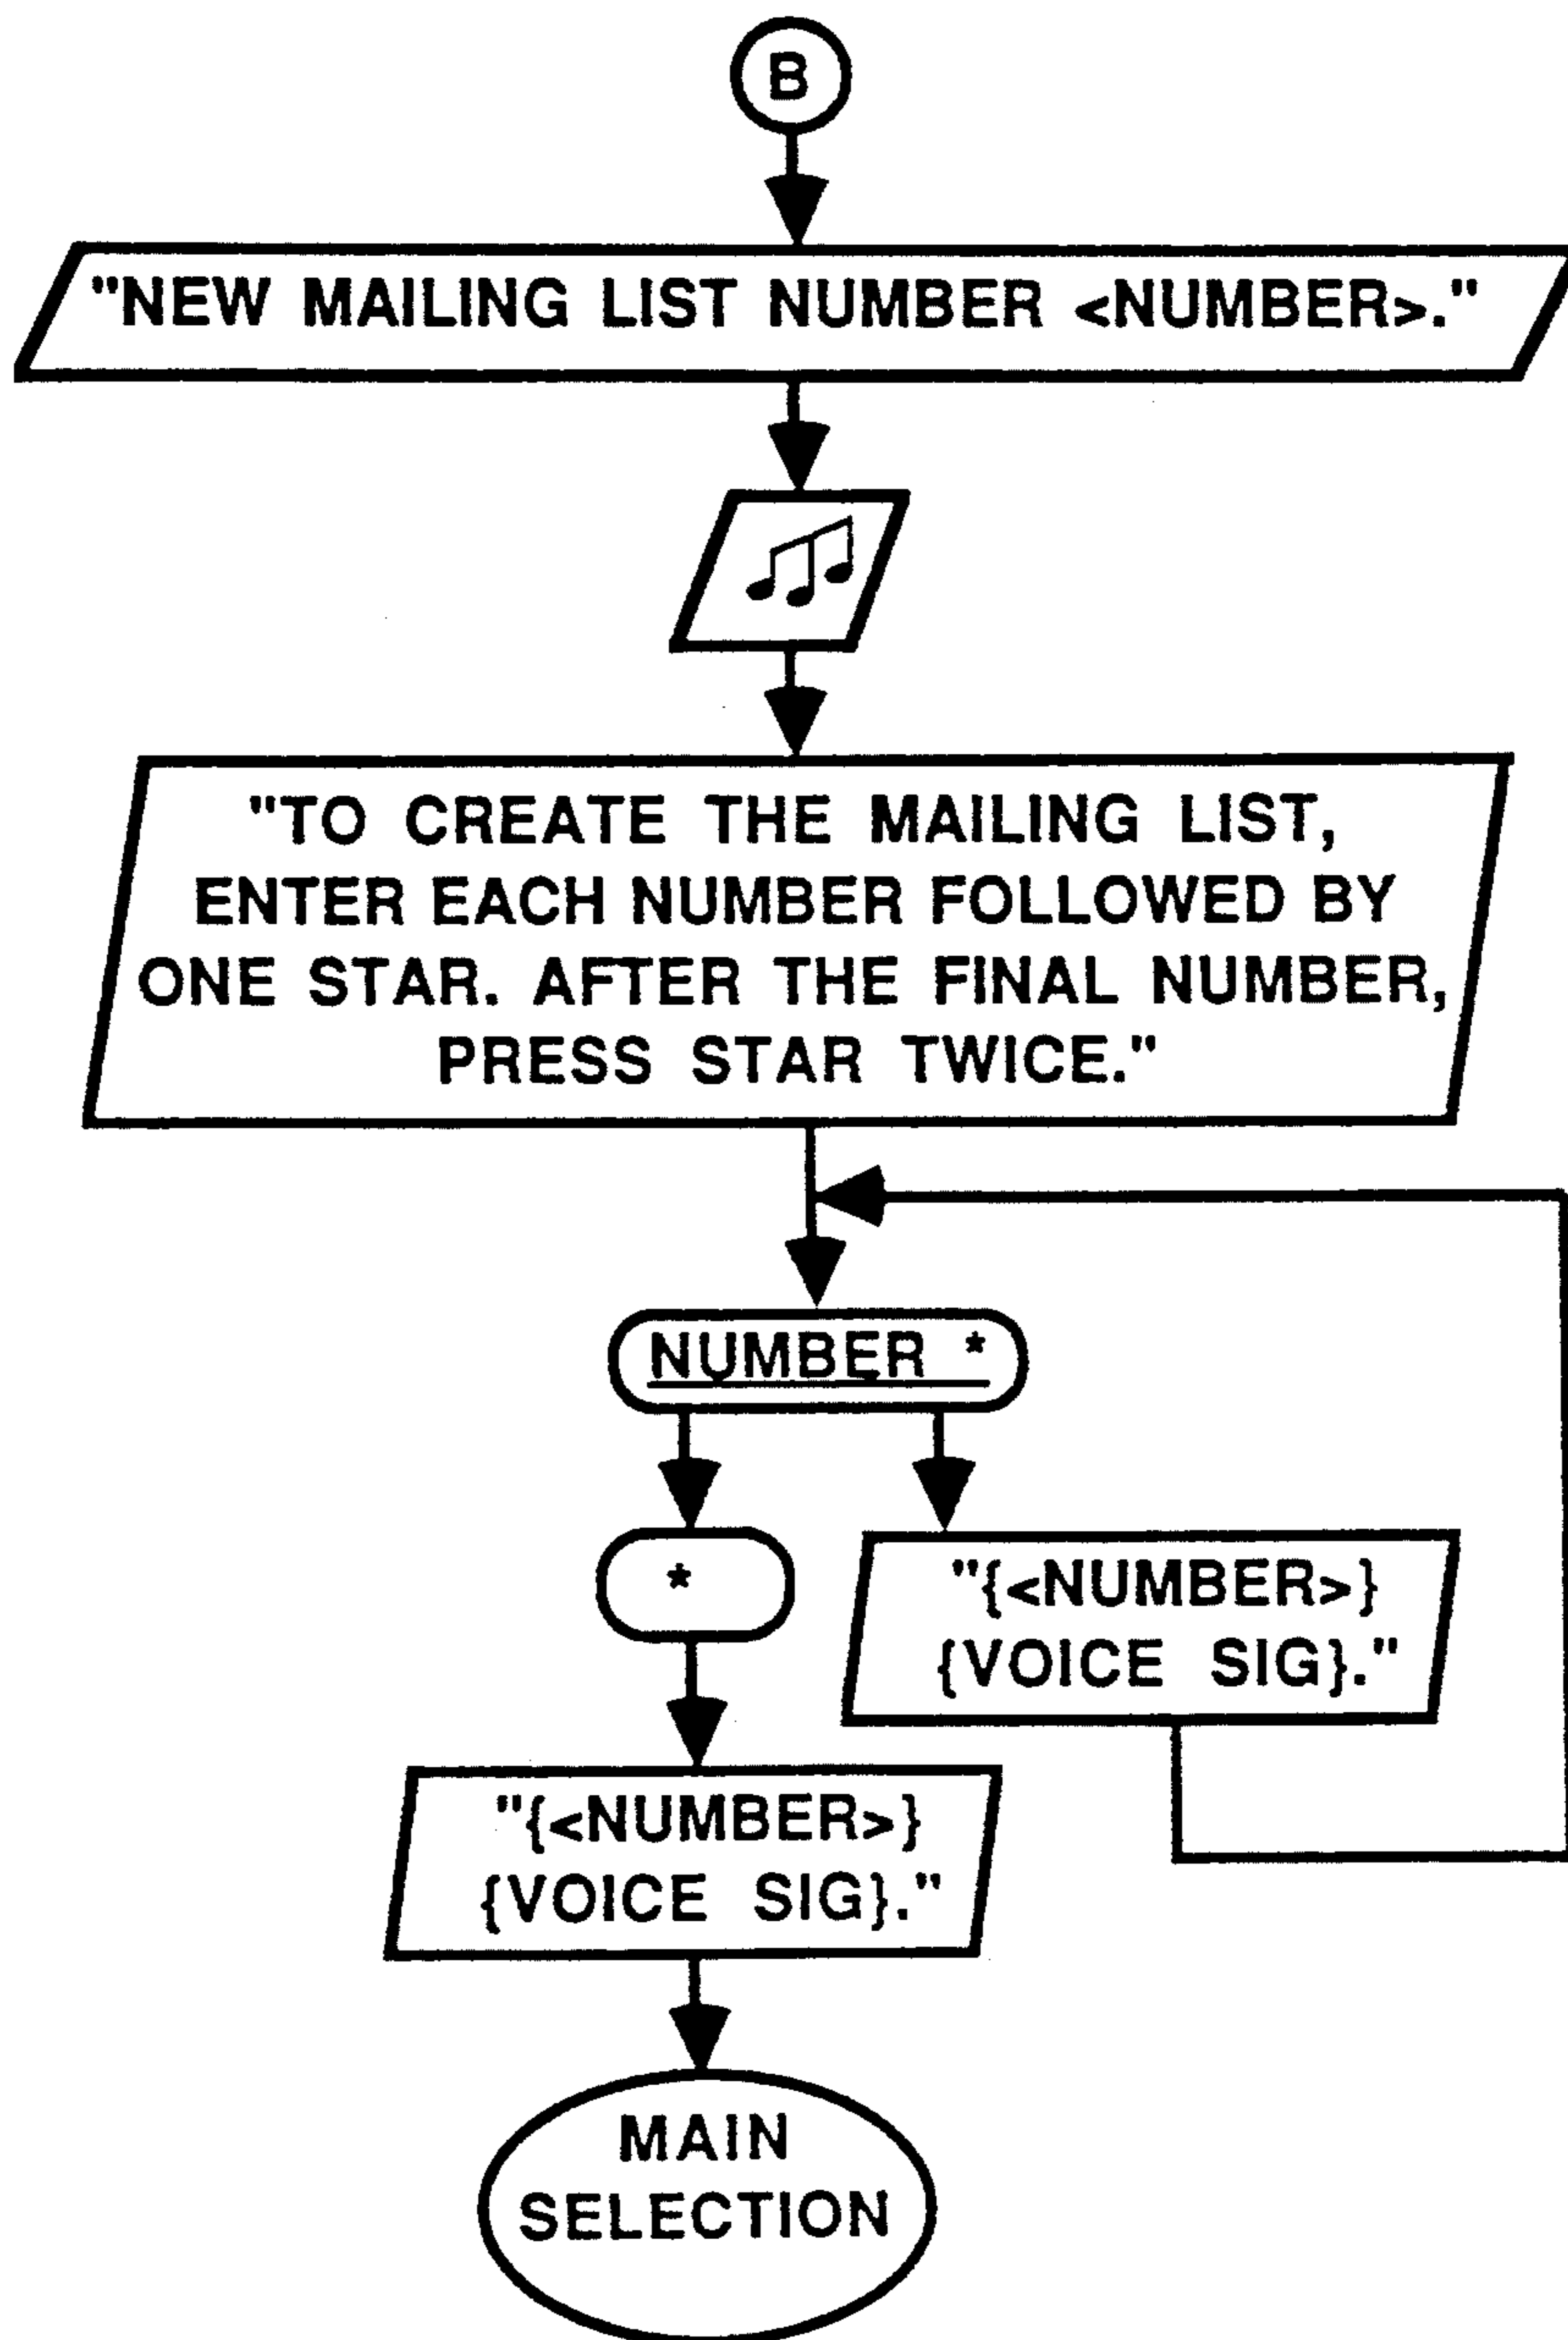 B
"NEW MAILING LIST NUMBER <NUMBER>."
"TO CREATE THE MAILING LIST,
ENTER EACH NUMBER FOLLOWED BY
ONE STAR. AFTER THE FINAL NUMBER,
PRESS STAR TWICE."
NUMBER *
*
"{<NUMBER>}
{VOICE SIG}."
"{<NUMBER>}
{VOICE SIG}."
MAIN
SELECTION